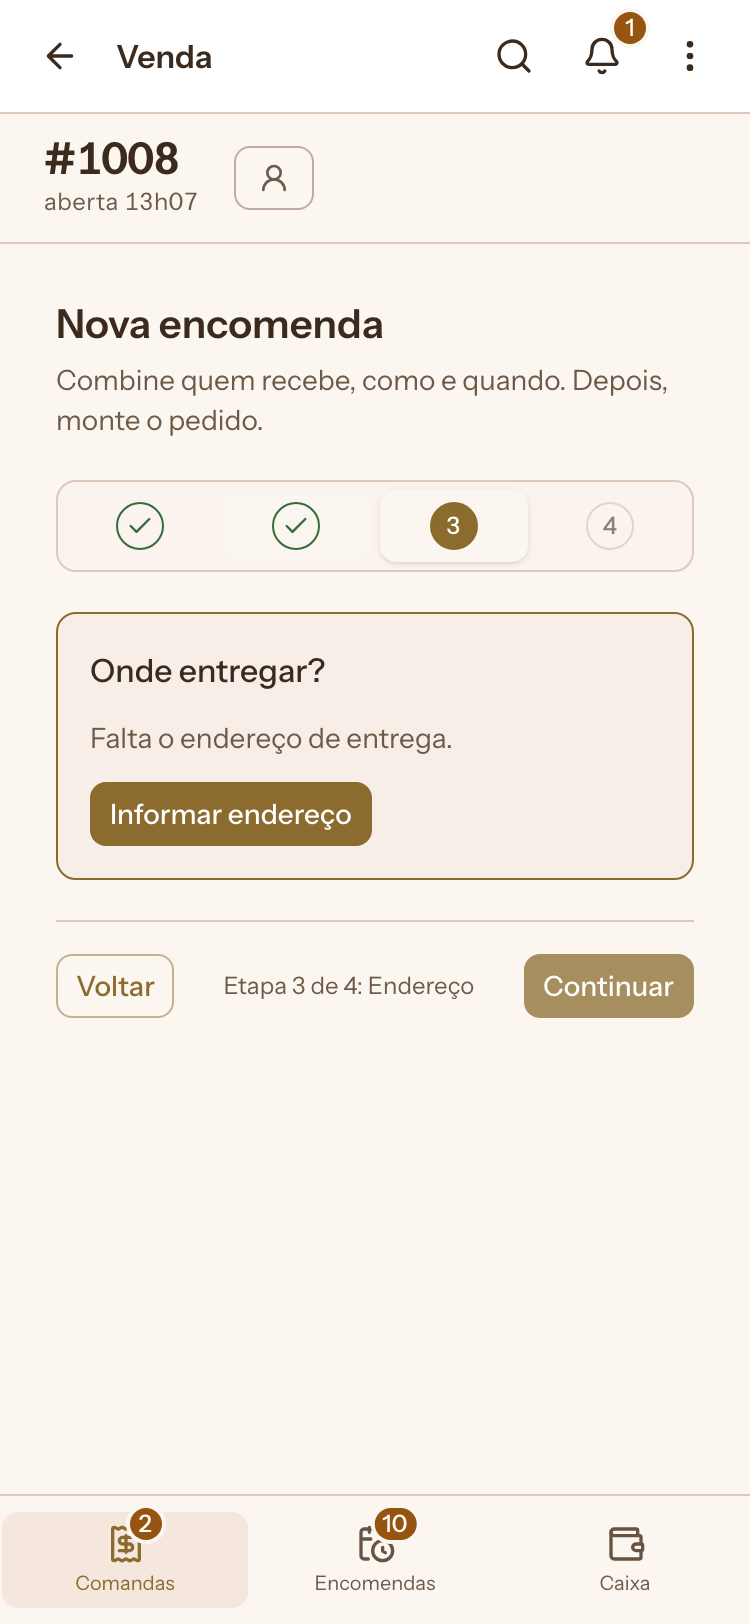 Venda
1
#1008
aberta 13h07
Nova encomenda
Combine quem recebe, como e quando. Depois,
monte o pedido.
3
4
Onde entregar?
Falta o endereço de entrega.
Informar endereço
Voltar
Etapa 3 de 4: Endereço
Continuar
2
10
Comandas
Encomendas
Caixa